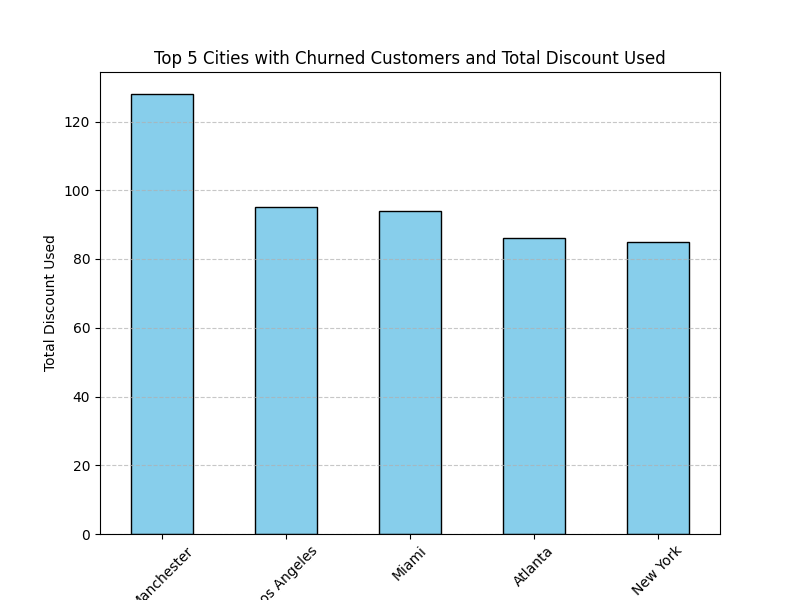 Top 5 Cities with Churned Customers and Total Discount Used
Total Discount Used
120
100
80
60
40
20
0
Manchester
os Angeles
Miami
Atlanta
New York